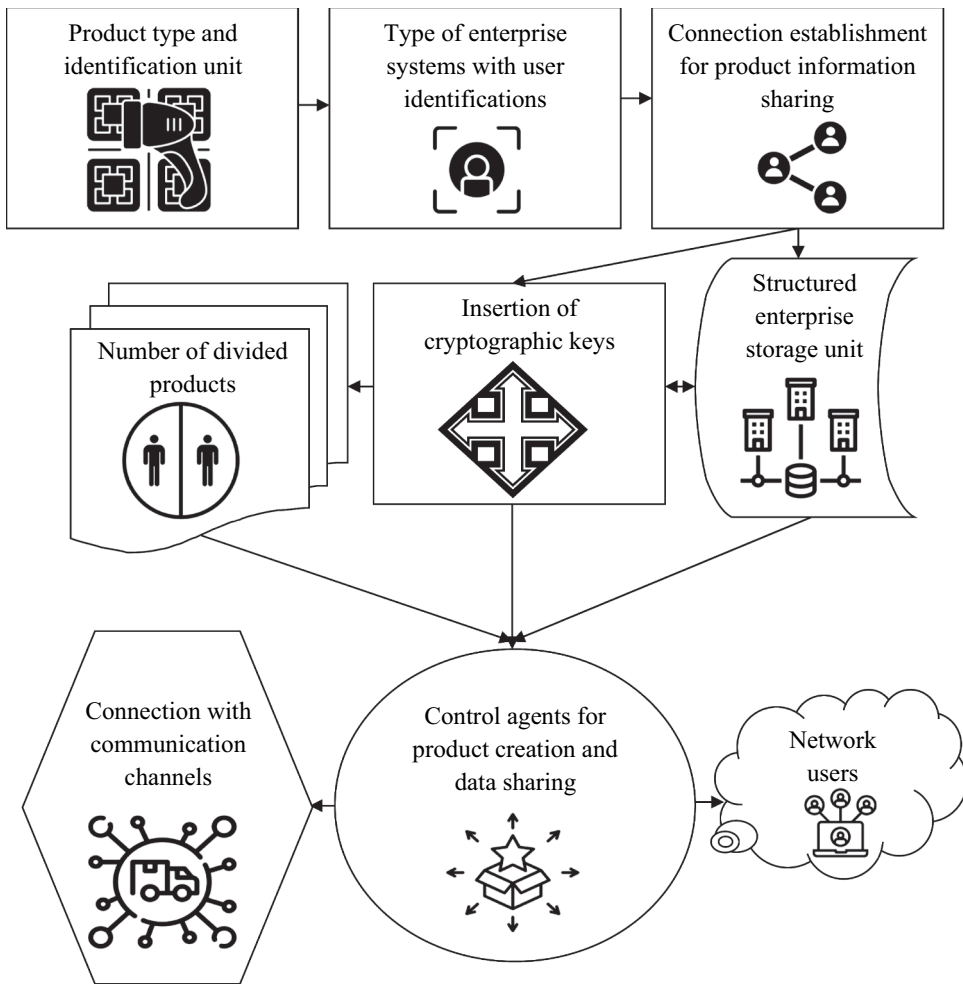 Product type and
identification unit
Type of enterprise
systems with user
identifications
Connection establishment
for product information
sharing
Number of divided
products
Insertion of
cryptographic keys
Structured
enterprise
storage unit
Connection with
communication
channels
Control agents for
product creation and
data sharing
Network
users